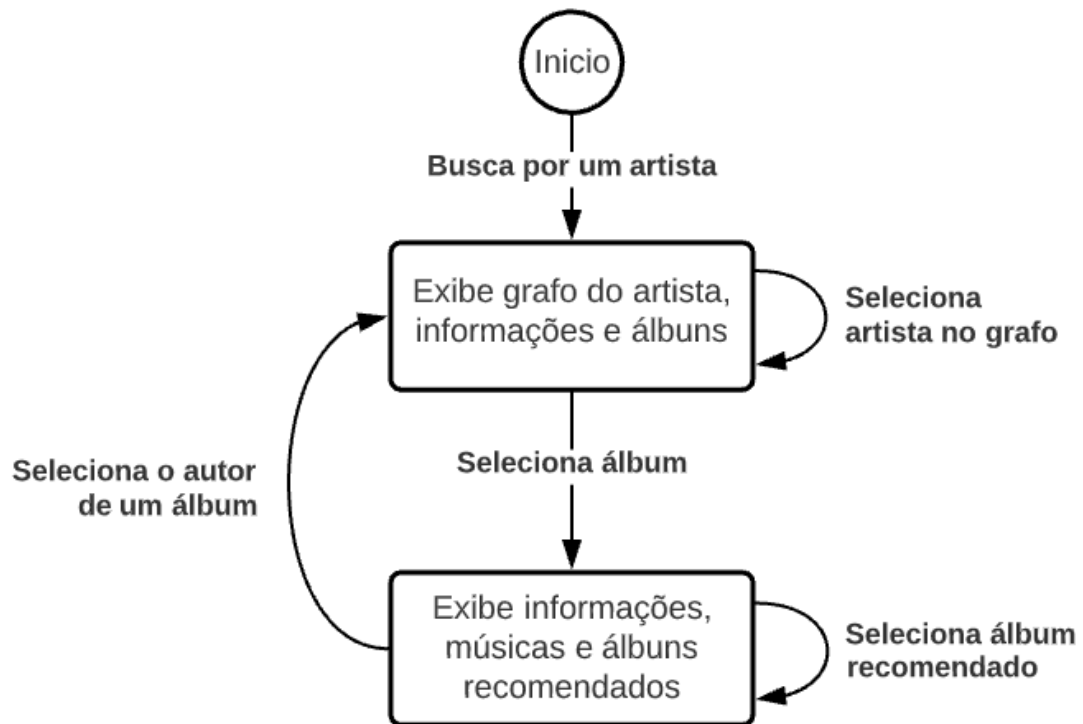 Inicio
Busca por um artista
Exibe grafo do artista,
informações e álbuns
Seleciona
artista no grafo
Seleciona álbum
Seleciona o autor
de um álbum
Exibe informações,
músicas e álbuns
recomendados
Seleciona álbum
recomendado